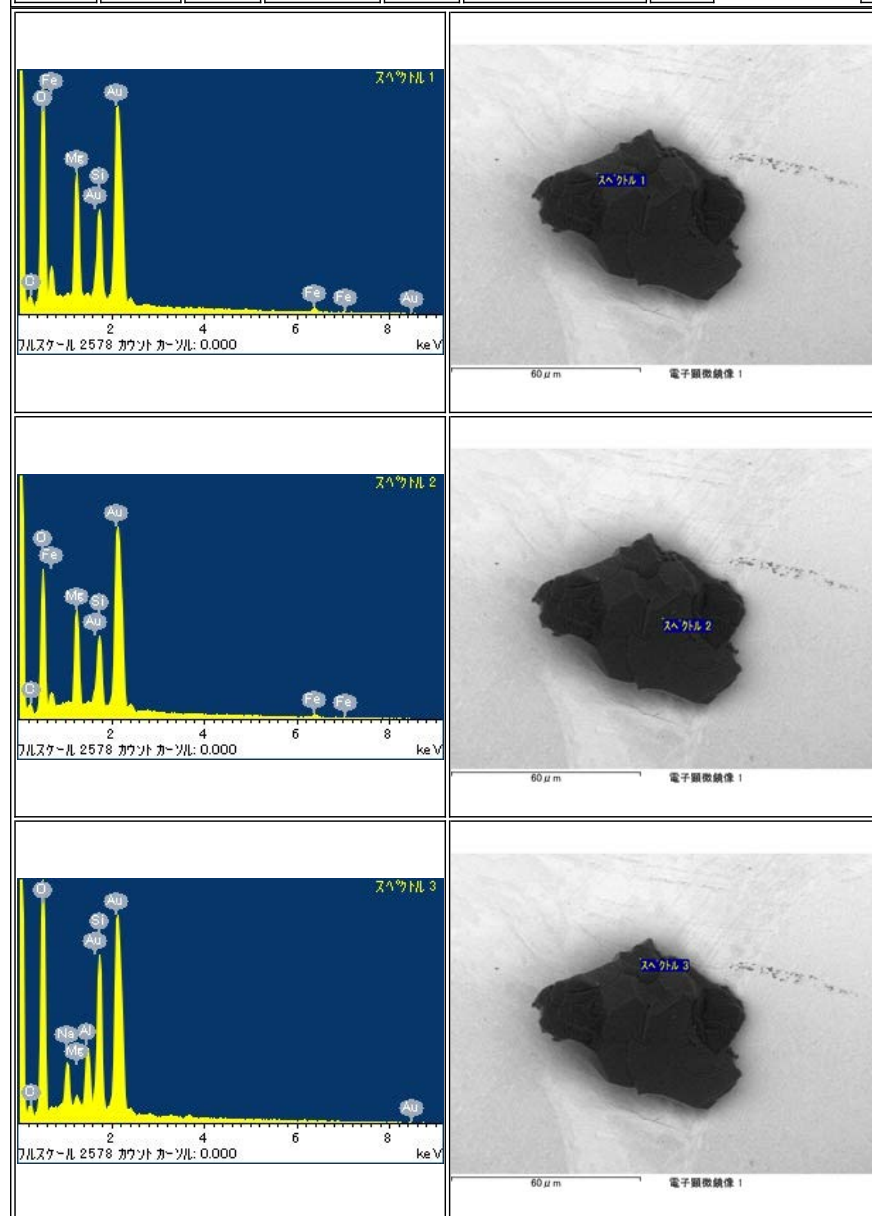 スペクトル 1
Fe
O
Au
Mg
Si
Au
C
Fe
Fe
Au
2
4
6
8
フルスケール 2578 カウント カーソル: 0.000
keV
スペクトル 1
60μm
電子顕微鏡像 1
スペクトル 2
Au
O
Fe
Mg
Si
Au
C
Fe
Fe
2
4
6
8
フルスケール 2578 カウント カーソル: 0.000
keV
スペクトル 2
60μm
電子顕微鏡像 1
スペクトル 3
O
Au
Si
Au
Na
Al
Mg
C
Au
2
4
6
8
フルスケール 2578 カウント カーソル: 0.000
keV
スペクトル 3
60μm
電子顕微鏡像 1